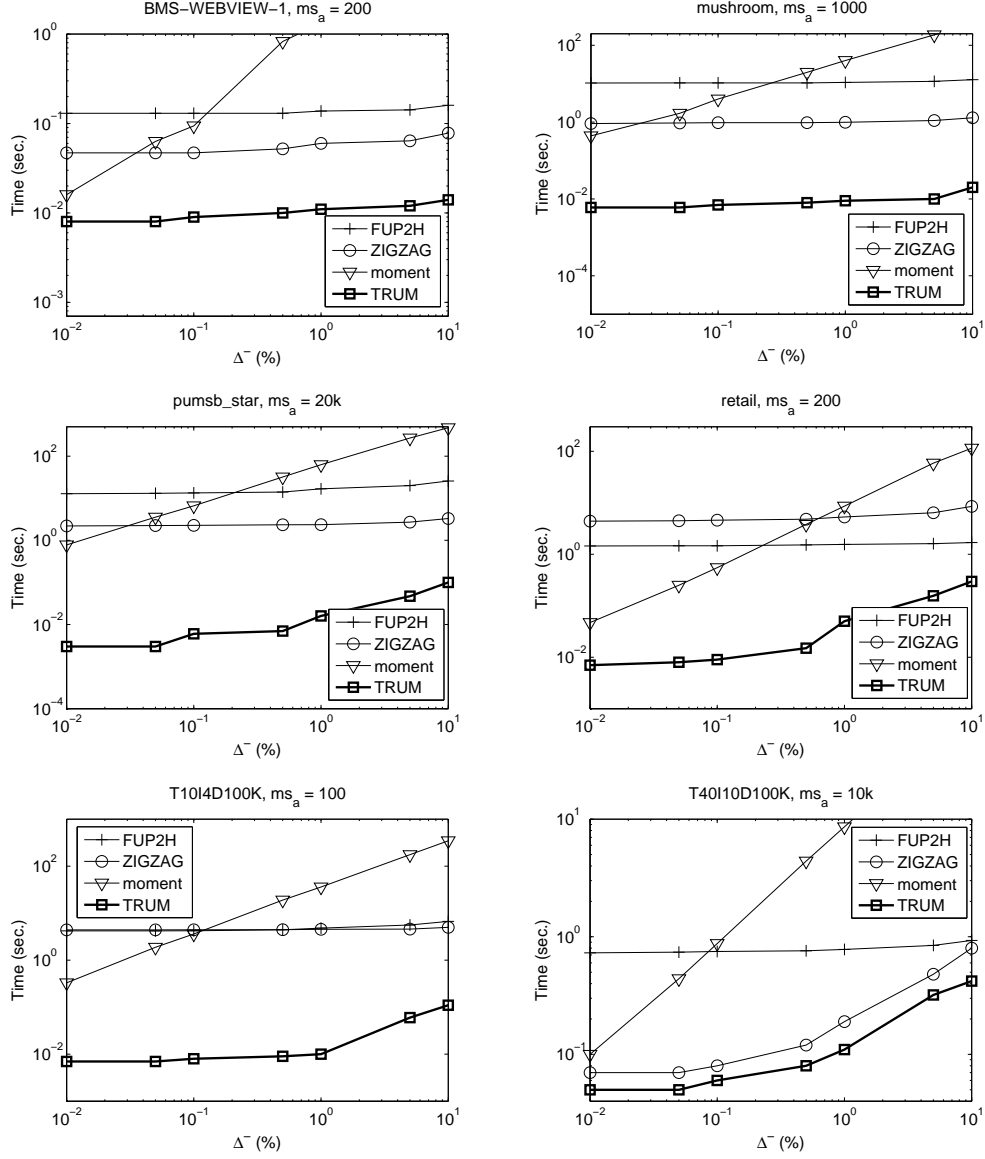 BMS−WEBVIEW−1, ms_a = 200
10^0
10^−1
10^−2
10^−3
Time (sec.)
FUP2H
ZIGZAG
moment
TRUM
10^−2
10^−1
10^0
10^1
Δ^− (%)
mushroom, ms_a = 1000
10^2
10^0
10^−2
10^−4
Time (sec.)
FUP2H
ZIGZAG
moment
TRUM
10^−2
10^−1
10^0
10^1
Δ^− (%)
pumsb_star, ms_a = 20k
10^2
10^0
10^−2
10^−4
Time (sec.)
FUP2H
ZIGZAG
moment
TRUM
10^−2
10^−1
10^0
10^1
Δ^− (%)
retail, ms_a = 200
10^2
10^0
10^−2
Time (sec.)
FUP2H
ZIGZAG
moment
TRUM
10^−2
10^−1
10^0
10^1
Δ^− (%)
T10I4D100K, ms_a = 100
10^2
10^0
10^−2
Time (sec.)
FUP2H
ZIGZAG
moment
TRUM
10^−2
10^−1
10^0
10^1
Δ^− (%)
T40I10D100K, ms_a = 10k
10^1
10^0
10^−1
Time (sec.)
FUP2H
ZIGZAG
moment
TRUM
10^−2
10^−1
10^0
10^1
Δ^− (%)